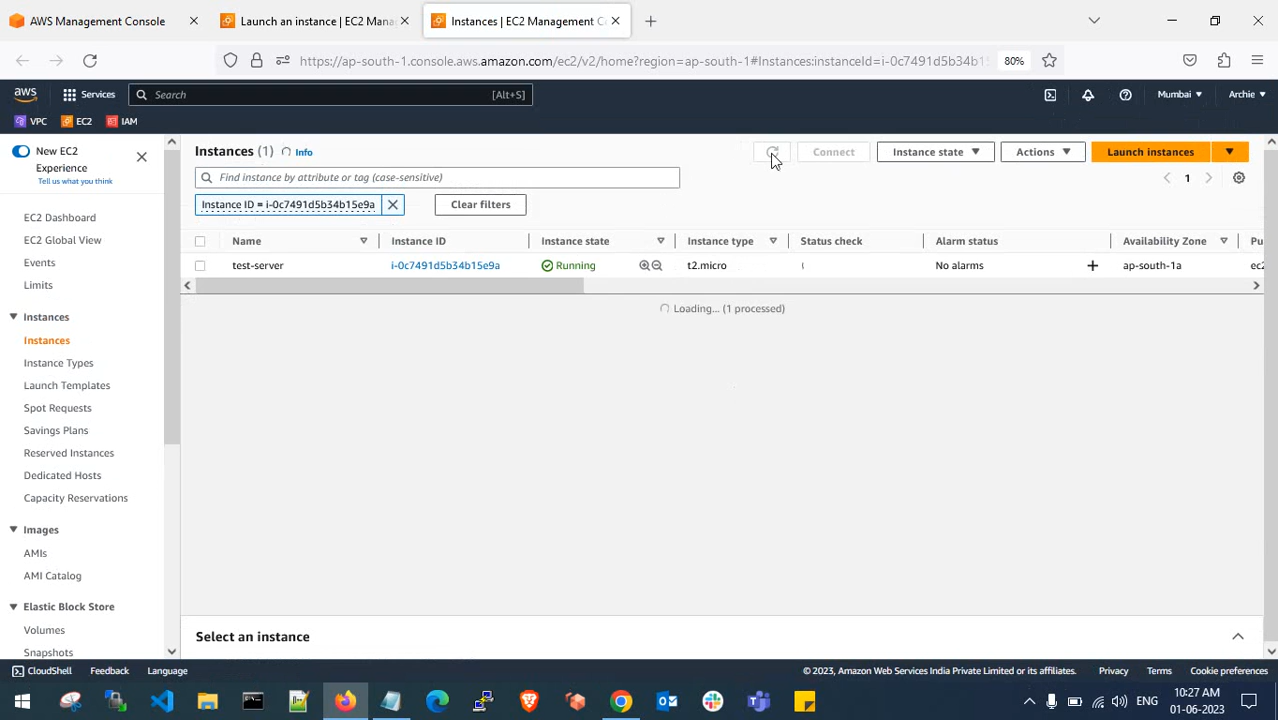 AWS Management Console
Launch an instance | EC2 Mana
Instances | EC2 Management C
https://ap-south-1.console.aws.amazon.com/ec2/v2/home?region=ap-south-1#Instances:instanceId=i-0c7491d5b34b1
80%
aws
Services
Search
[Alt+S]
Mumbai
Archie
VPC
EC2
IAM
New EC2
Experience
Tell us what you think
EC2 Dashboard
EC2 Global View
Events
Limits
Instances
Instances
Instance Types
Launch Templates
Spot Requests
Savings Plans
Reserved Instances
Dedicated Hosts
Capacity Reservations
Images
AMIs
AMI Catalog
Elastic Block Store
Volumes
Snapshots
Instances (1)
Info
Connect
Instance state
Actions
Launch instances
Find instance by attribute or tag (case-sensitive)
1
Instance ID = i-0c7491d5b34b15e9a
Clear filters
Name Instance ID Instance state Instance type Status check Alarm status Availability Zone Pu
test-server i-0c7491d5b34b15e9a Running t2.micro No alarms ap-south-1a ec2
Loading... (1 processed)
Select an instance
CloudShell
Feedback
Language
© 2023, Amazon Web Services India Private Limited or its affiliates.
Privacy
Terms
Cookie preferences
ENG
10:27 AM
01-06-2023